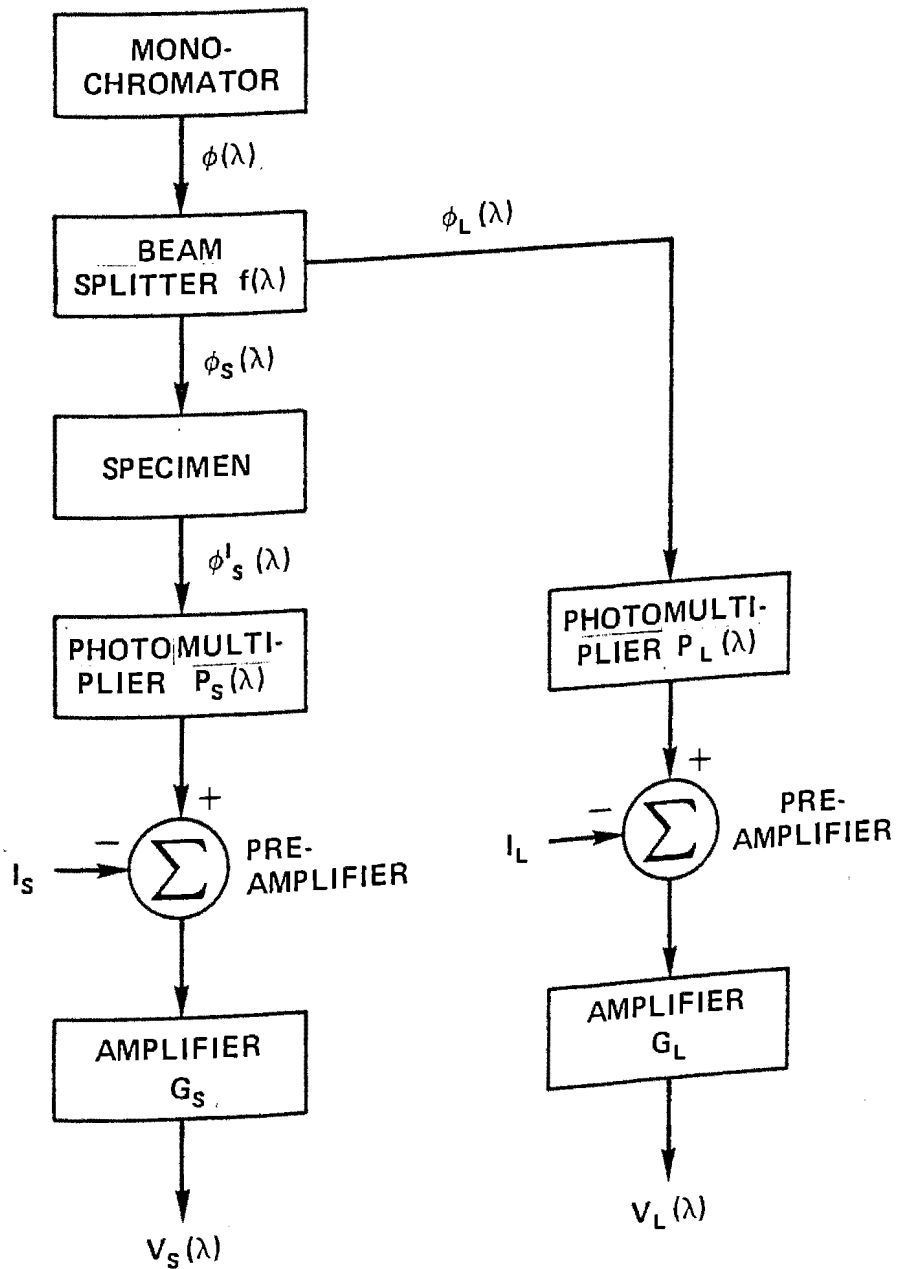 MONO-
CHROMATOR
ϕ(λ)
BEAM
SPLITTER f(λ)
ϕL(λ)
ϕS(λ)
SPECIMEN
ϕ'S(λ)
PHOTOMULTI-
PLIER PS(λ)
PHOTOMULTI-
PLIER PL(λ)
+
−
Σ
IS
PRE-
AMPLIFIER
+
−
Σ
IL
PRE-
AMPLIFIER
AMPLIFIER
GS
AMPLIFIER
GL
VS(λ)
VL(λ)